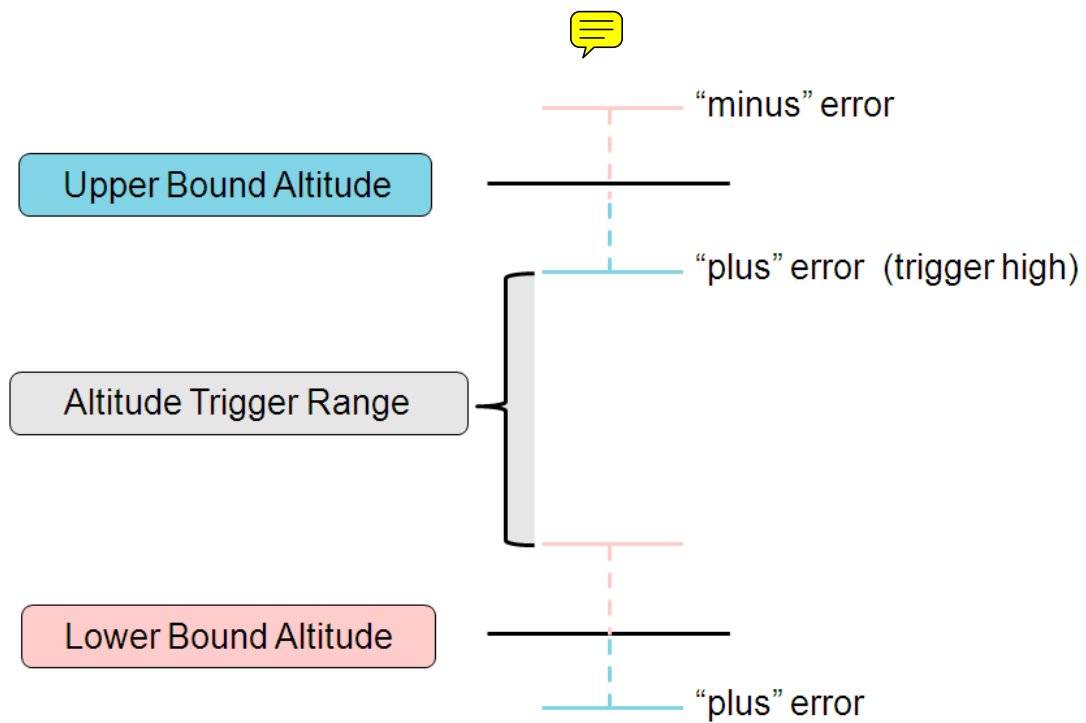 “minus” error
Upper Bound Altitude
“plus” error (trigger high)
Altitude Trigger Range
Lower Bound Altitude
“plus” error